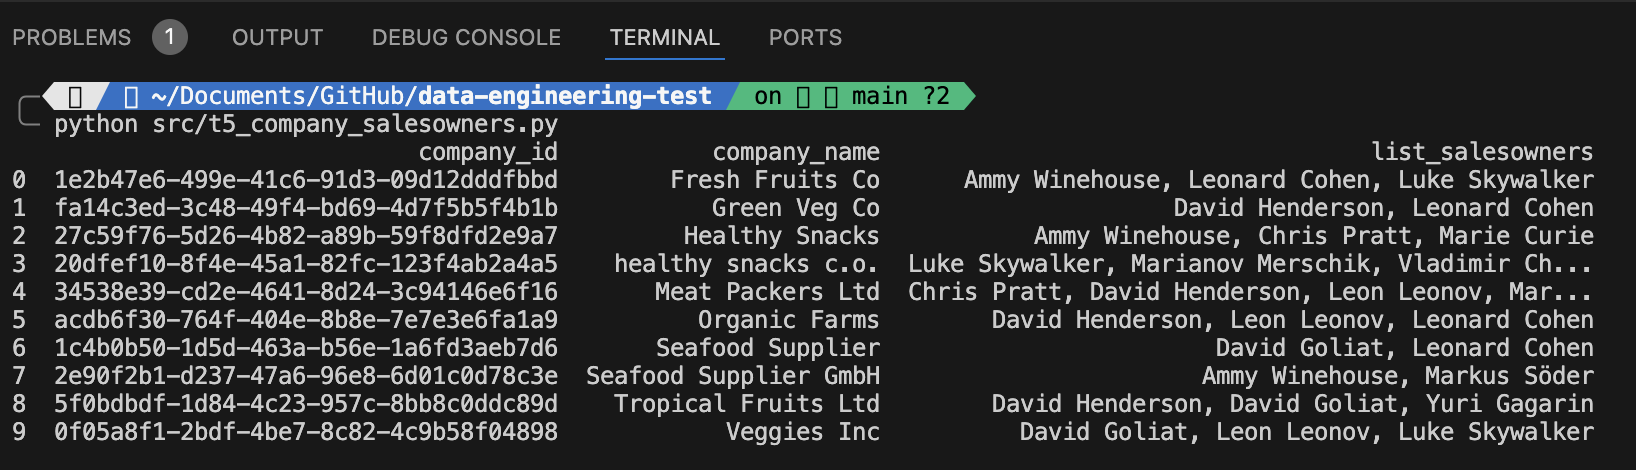 PROBLEMS 1 OUTPUT DEBUG CONSOLE TERMINAL PORTS
~/Documents/GitHub/data-engineering-test on main ?2
python src/t5_company_salesowners.py
company_id company_name list_salesowners
0 1e2b47e6-499e-41c6-91d3-09d12dddfbbd Fresh Fruits Co Ammy Winehouse, Leonard Cohen, Luke Skywalker
1 fa14c3ed-3c48-49f4-bd69-4d7f5b5f4b1b Green Veg Co David Henderson, Leonard Cohen
2 27c59f76-5d26-4b82-a89b-59f8dfd2e9a7 Healthy Snacks Ammy Winehouse, Chris Pratt, Marie Curie
3 20dfef10-8f4e-45a1-82fc-123f4ab2a4a5 healthy snacks c.o. Luke Skywalker, Marianov Merschik, Vladimir Ch...
4 34538e39-cd2e-4641-8d24-3c94146e6f16 Meat Packers Ltd Chris Pratt, David Henderson, Leon Leonov, Mar...
5 acdb6f30-764f-404e-8b8e-7e7e3e6fa1a9 Organic Farms David Henderson, Leon Leonov, Leonard Cohen
6 1c4b0b50-1d5d-463a-b56e-1a6fd3aeb7d6 Seafood Supplier David Goliat, Leonard Cohen
7 2e90f2b1-d237-47a6-96e8-6d01c0d78c3e Seafood Supplier GmbH Ammy Winehouse, Markus Söder
8 5f0bdbdf-1d84-4c23-957c-8bb8c0ddc89d Tropical Fruits Ltd David Henderson, David Goliat, Yuri Gagarin
9 0f05a8f1-2bdf-4be7-8c82-4c9b58f04898 Veggies Inc David Goliat, Leon Leonov, Luke Skywalker